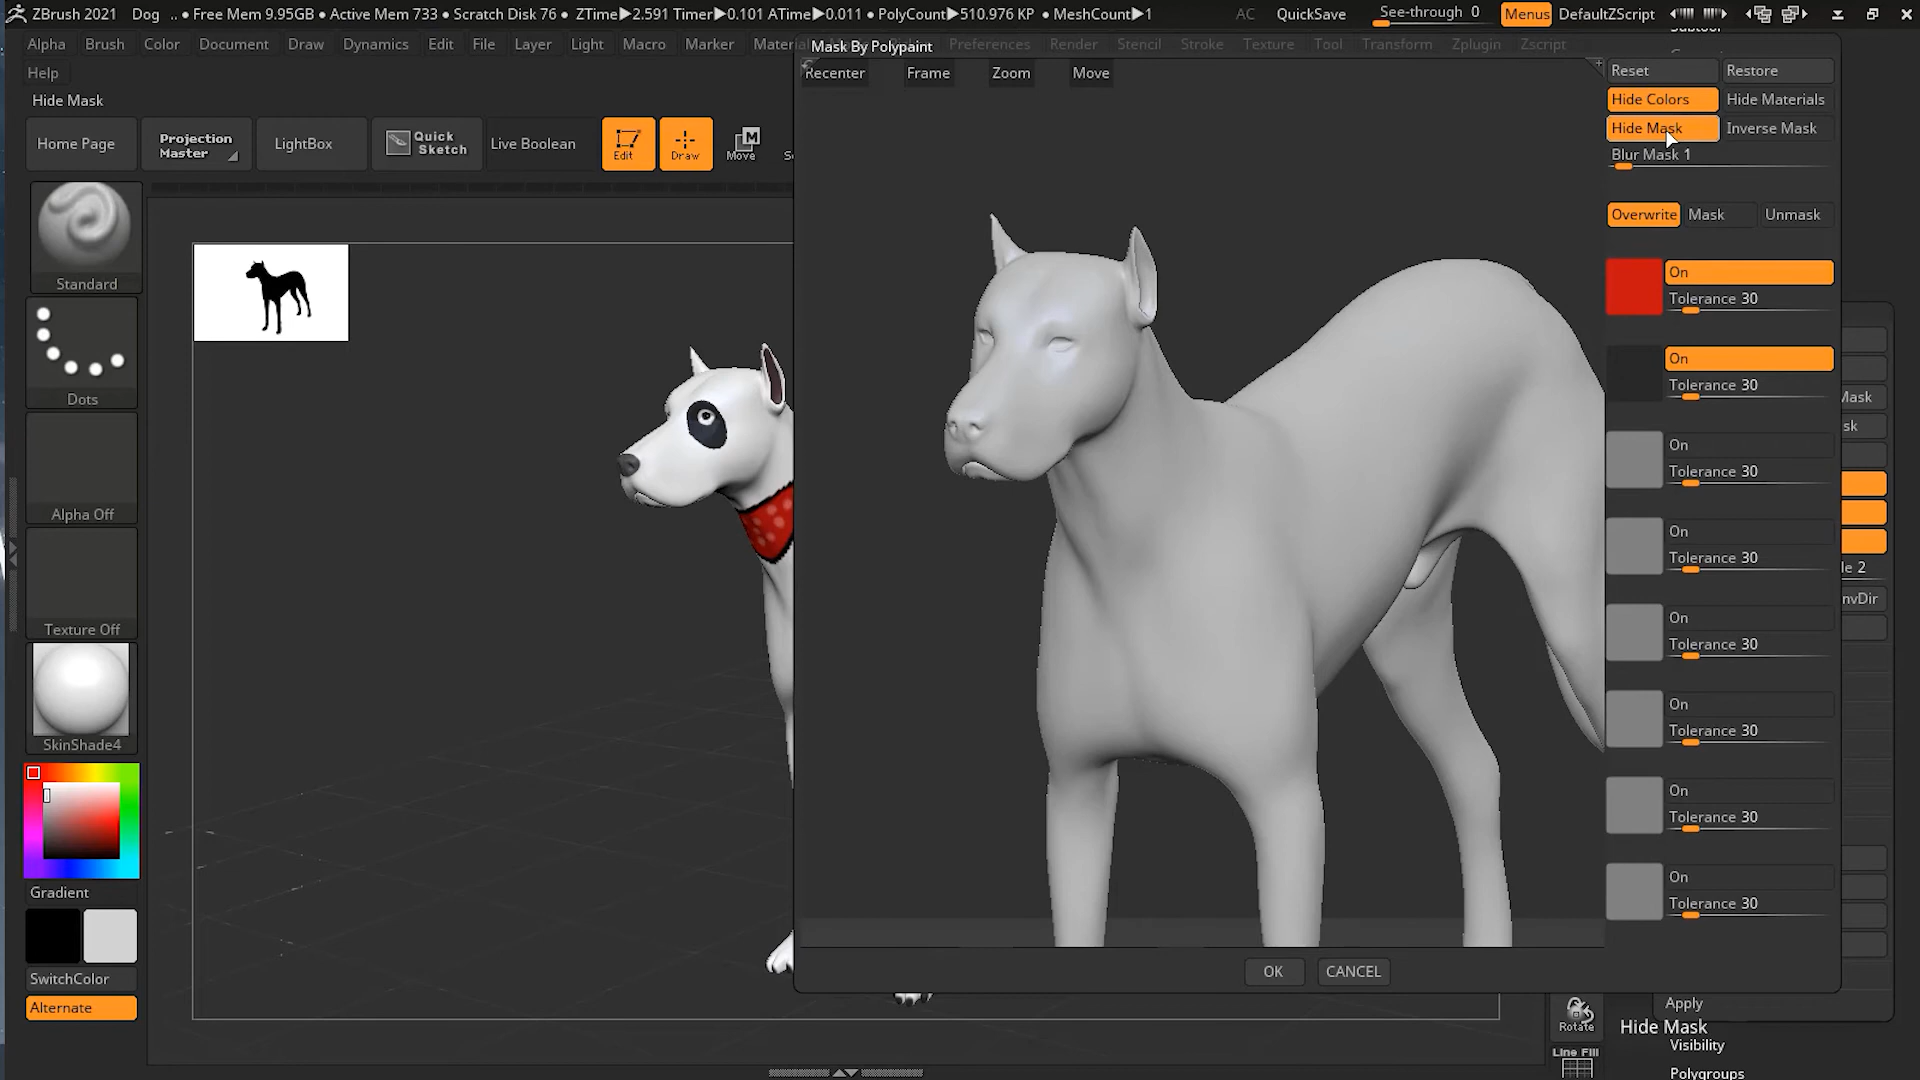 ZBrush 2021 Dog .. ● Free Mem 9.95GB ● Active Mem 733 ● Scratch Disk 76 ● ZTime▶2.591 Timer▶0.101 ATime▶0.011 ● PolyCount▶510.976 KP ● MeshCount▶1 AC QuickSave See-through 0 Menus DefaultZScript
Alpha Brush Color Document Draw Dynamics Edit File Layer Light Macro Marker Material Preferences Render Stencil Stroke Texture Tool Transform Zplugin Zscript
Help
Mask By Polypaint
Recenter Frame Zoom Move
Hide Mask
Home Page
Projection
Master
LightBox
Quick
Sketch
Live Boolean
Edit
Draw
M
Move
Standard
Dots
Alpha Off
Texture Off
SkinShade4
Gradient
SwitchColor
Alternate
Reset Restore
Hide Colors Hide Materials
Hide Mask Inverse Mask
Blur Mask 1
Overwrite Mask Unmask
On
Tolerance 30
On
Tolerance 30
On
Tolerance 30
On
Tolerance 30
On
Tolerance 30
On
Tolerance 30
On
Tolerance 30
On
Tolerance 30
OK CANCEL
Mask
sk
le 2
nvDir
Apply
Rotate
Hide Mask
Visibility
Line Fill
Polygroups